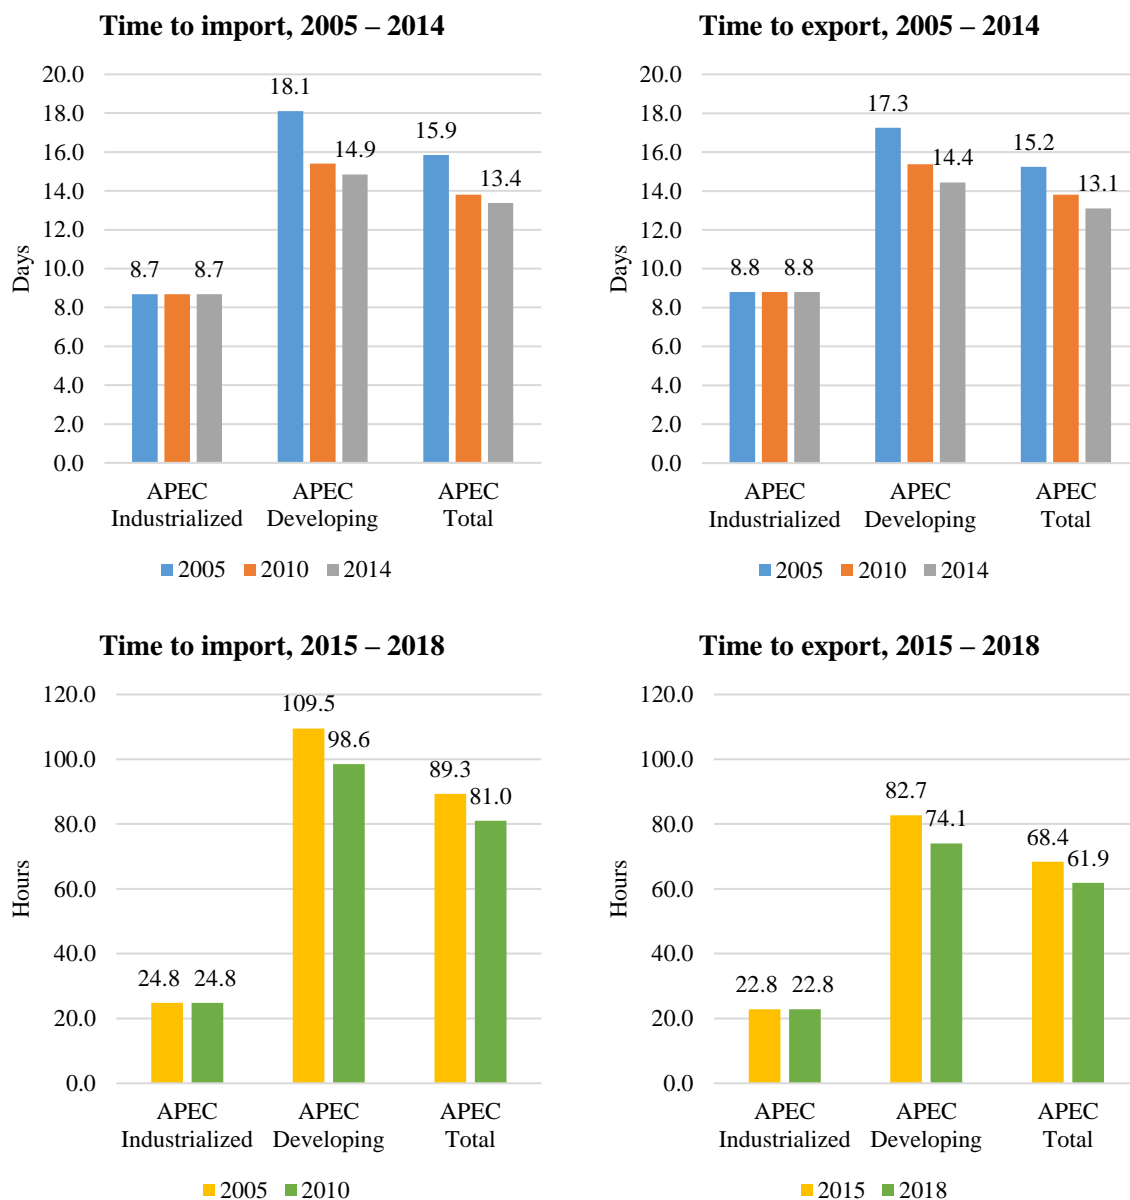 Time to import, 2005 – 2014
20.0
18.0
16.0
14.0
12.0
10.0
8.0
6.0
4.0
2.0
0.0
Days
8.7
8.7
18.1
14.9
15.9
13.4
APEC Industrialized
APEC Developing
APEC Total
2005 2010 2014
Time to export, 2005 – 2014
20.0
18.0
16.0
14.0
12.0
10.0
8.0
6.0
4.0
2.0
0.0
Days
8.8
8.8
17.3
14.4
15.2
13.1
APEC Industrialized
APEC Developing
APEC Total
2005 2010 2014
Time to import, 2015 – 2018
120.0
100.0
80.0
60.0
40.0
20.0
0.0
Hours
24.8
24.8
109.5
98.6
89.3
81.0
APEC Industrialized
APEC Developing
APEC Total
2005 2010
Time to export, 2015 – 2018
120.0
100.0
80.0
60.0
40.0
20.0
0.0
Hours
22.8
22.8
82.7
74.1
68.4
61.9
APEC Industrialized
APEC Developing
APEC Total
2015 2018